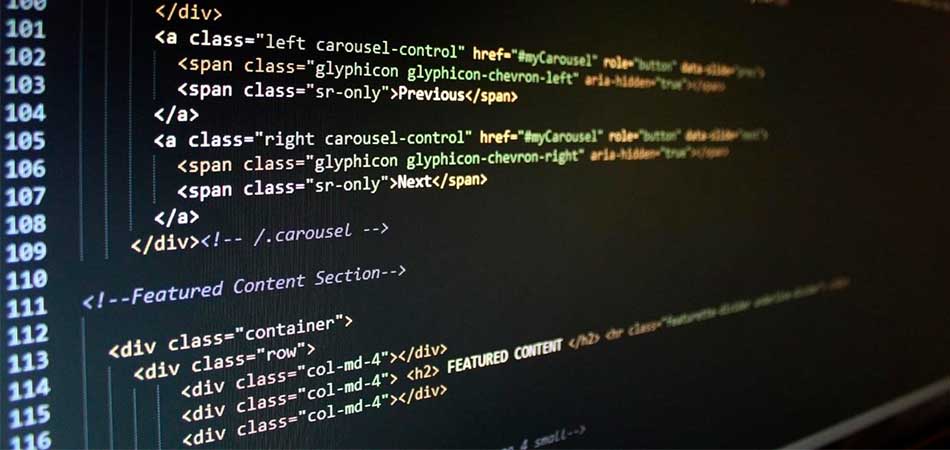 100 </div>
101 <a class="left carousel-control" href="#myCarousel" role="button" data-slide="prev">
102 <span class="glyphicon glyphicon-chevron-left" aria-hidden="true"></span>
103 <span class="sr-only">Previous</span>
104 </a>
105 <a class="right carousel-control" href="#myCarousel" role="button" data-slide="next">
106 <span class="glyphicon glyphicon-chevron-right" aria-hidden="true"></span>
107 <span class="sr-only">Next</span>
108 </a>
109 </div><!-- /.carousel -->
110
111 <!--Featured Content Section-->
112
113 <div class="container">
114 <div class="row">
115 <div class="col-md-4"></div>
116 <div class="col-md-4"> <h2> FEATURED CONTENT </h2> <hr class="featurette-divider
<div class="col-md-4"></div>
4 small-->